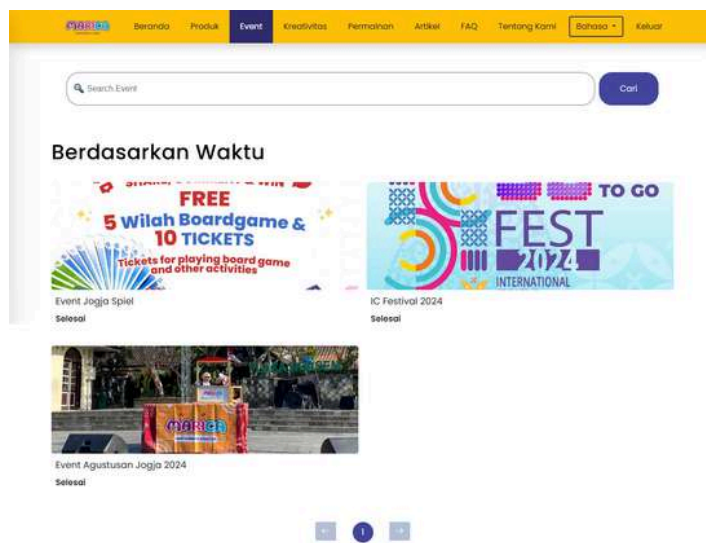 MARICA
Beranda Produk Event Kreativitas Permainan Artikel FAQ Tentang Kami Bahasa Keluar
Search Event
Cari
Berdasarkan Waktu
FREE
5 Wilah Boardgame &
10 TICKETS
Tickets for playing board game
and other activities
TO GO
FEST
2024
INTERNATIONAL
Event Jogja Spiel
Selesai
IC Festival 2024
Selesai
MARICA
Event Agustusan Jogja 2024
Selesai
1